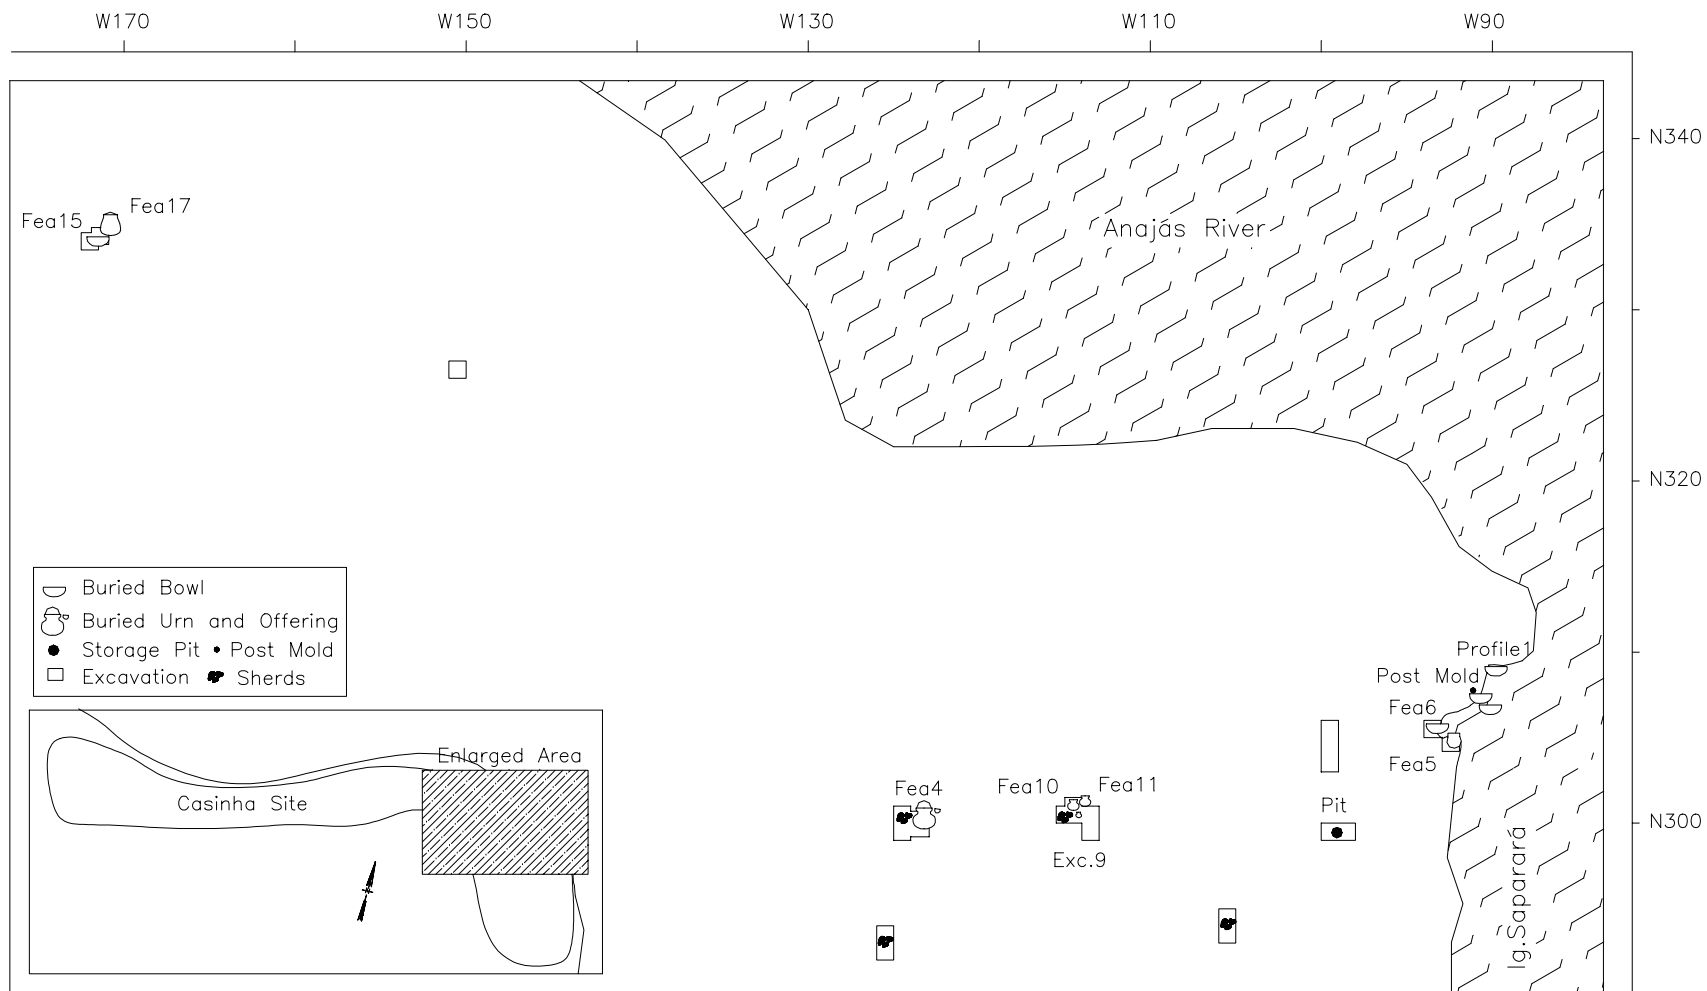 W170 W150 W130 W110 W90
N340
Fea17
Fea15
Anajás River
N320
Buried Bowl
Buried Urn and Offering
Storage Pit Post Mold
Excavation Sherds
Profile1
Post Mold
Fea6
Fea5
Enlarged Area
Casinha Site
Fea4
Fea10
Fea11
Exc.9
Pit
N300
Ig.Saparará